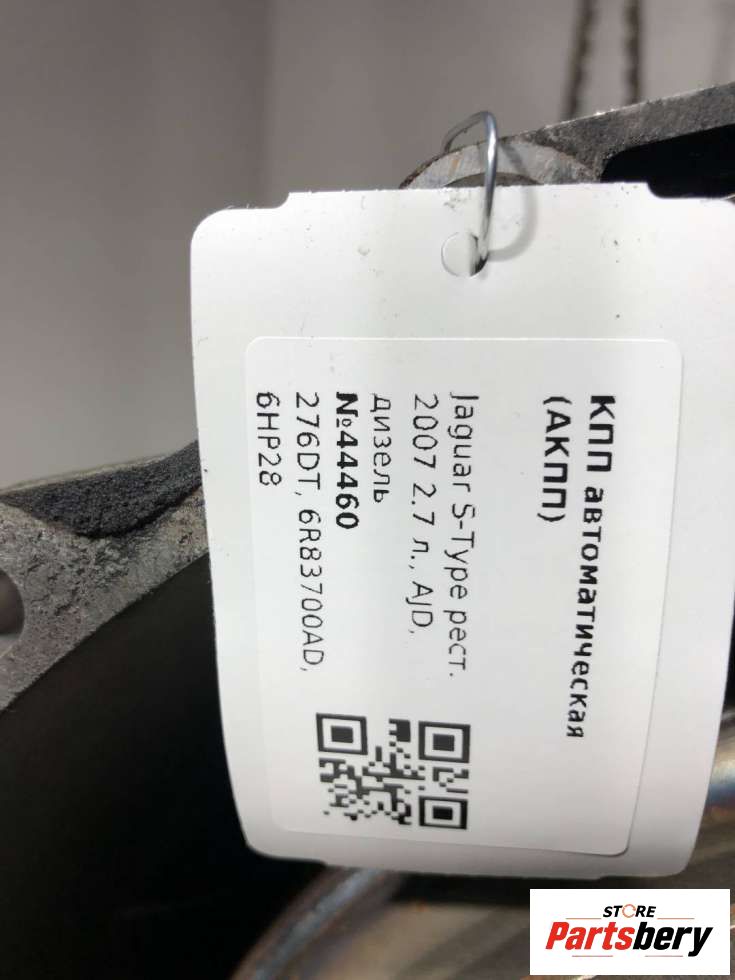 КПП автоматическая
(АКПП)
Jaguar S-Type рест.
2007 2.7 л., AJD,
дизель
№44460
276DT, 6R83700AD,
6HP28
STORE
Partsbery